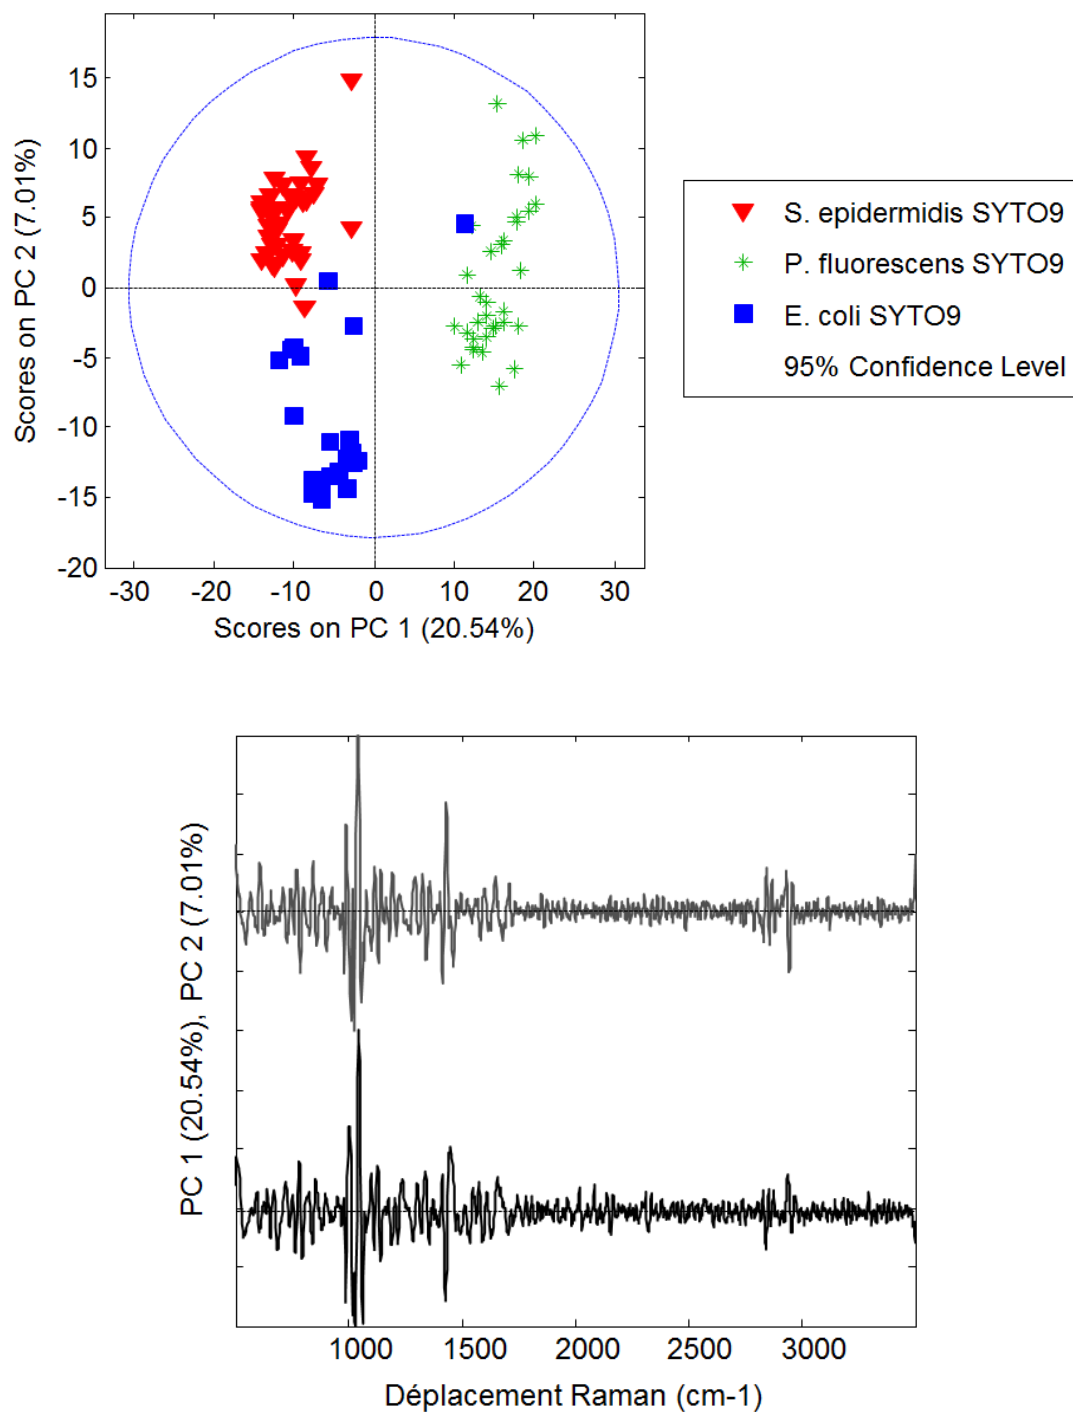 15
10
5
0
-5
-10
-15
-20
-30
-20
-10
0
10
20
30
Scores on PC 2 (7.01%)
Scores on PC 1 (20.54%)
S. epidermidis SYTO9
P. fluorescens SYTO9
E. coli SYTO9
95% Confidence Level
PC 1 (20.54%), PC 2 (7.01%)
1000
1500
2000
2500
3000
Déplacement Raman (cm-1)